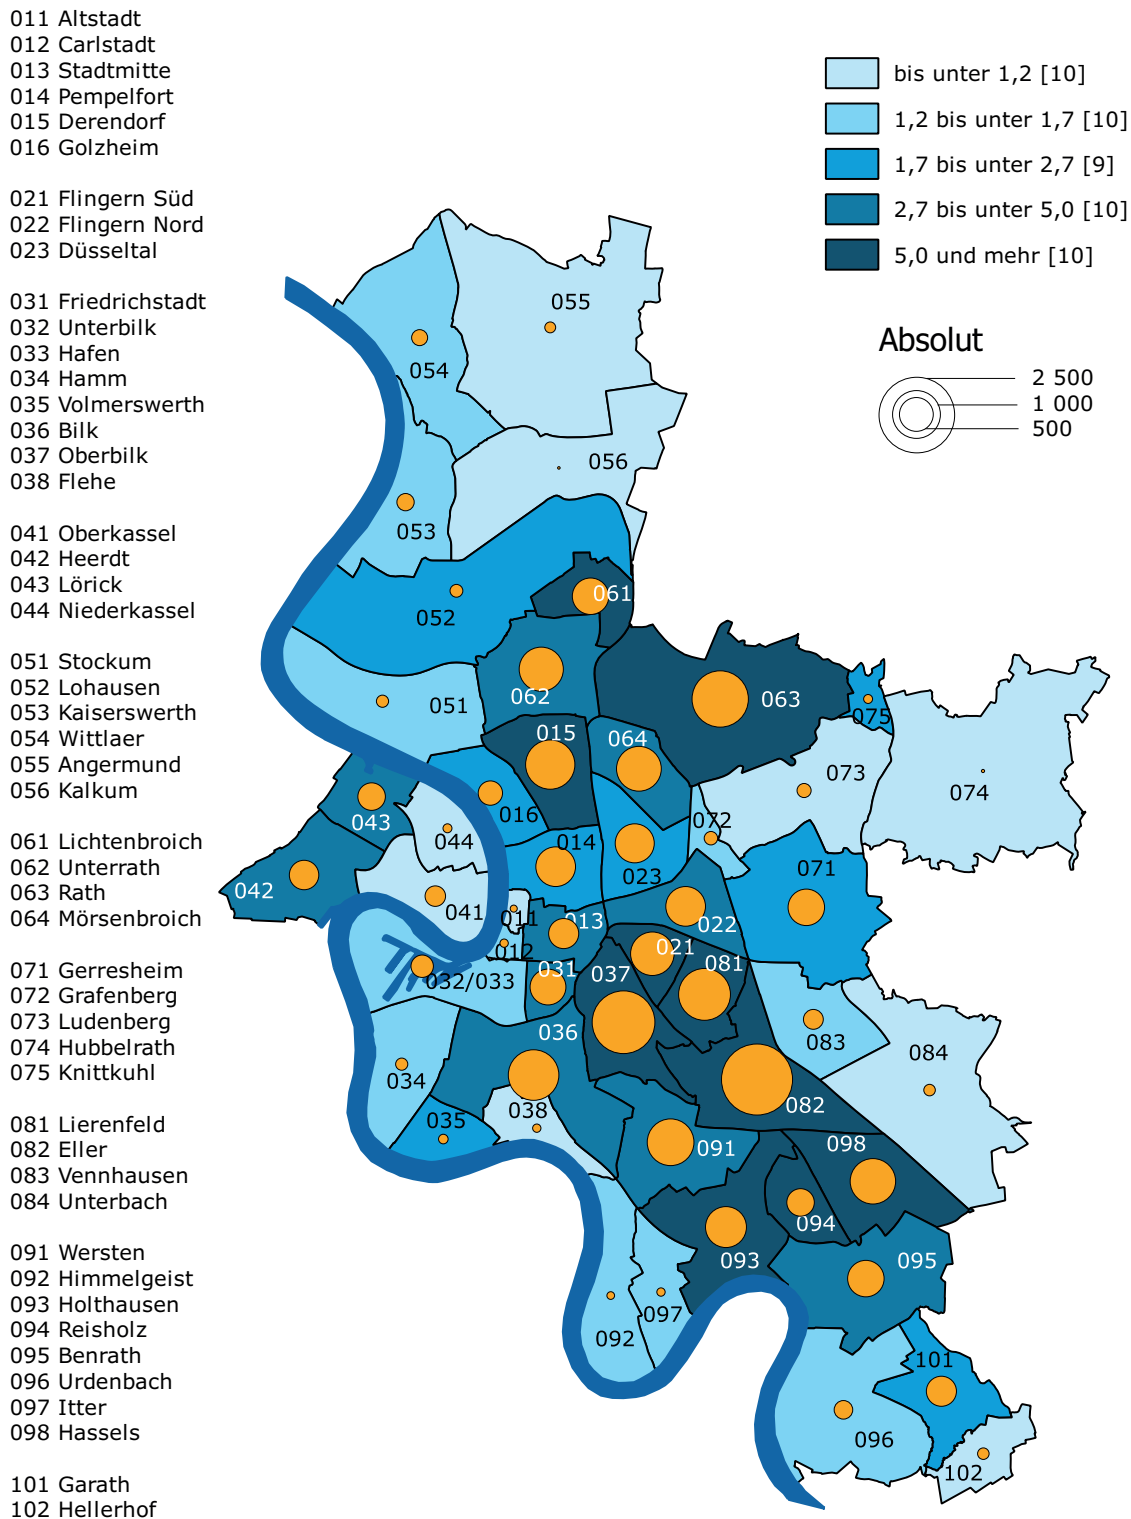 011 Altstadt
012 Carlstadt
013 Stadtmitte
014 Pempelfort
015 Derendorf
016 Golzheim
021 Flingern Süd
022 Flingern Nord
023 Düsseltal
031 Friedrichstadt
032 Unterbilk
033 Hafen
034 Hamm
035 Volmerswerth
036 Bilk
037 Oberbilk
038 Flehe
041 Oberkassel
042 Heerdt
043 Lörick
044 Niederkassel
051 Stockum
052 Lohausen
053 Kaiserswerth
054 Wittlaer
055 Angermund
056 Kalkum
061 Lichtenbroich
062 Unterrath
063 Rath
064 Mörsenbroich
071 Gerresheim
072 Grafenberg
073 Ludenberg
074 Hubbelrath
075 Knittkuhl
081 Lierenfeld
082 Eller
083 Vennhausen
084 Unterbach
091 Wersten
092 Himmelgeist
093 Holthausen
094 Reisholz
095 Benrath
096 Urdenbach
097 Itter
098 Hassels
101 Garath
102 Hellerhof
bis unter 1,2 [10]
1,2 bis unter 1,7 [10]
1,7 bis unter 2,7 [9]
2,7 bis unter 5,0 [10]
5,0 und mehr [10]
Absolut
2 500
1 000
500
055
054
056
053
061
052
062
051
063
075
015
064
073
074
016
043
044
072
014
071
023
042
041
011
013
022
012
021
031
037
081
032/033
036
083
084
034
038
035
082
091
098
094
093
095
097
092
101
096
102